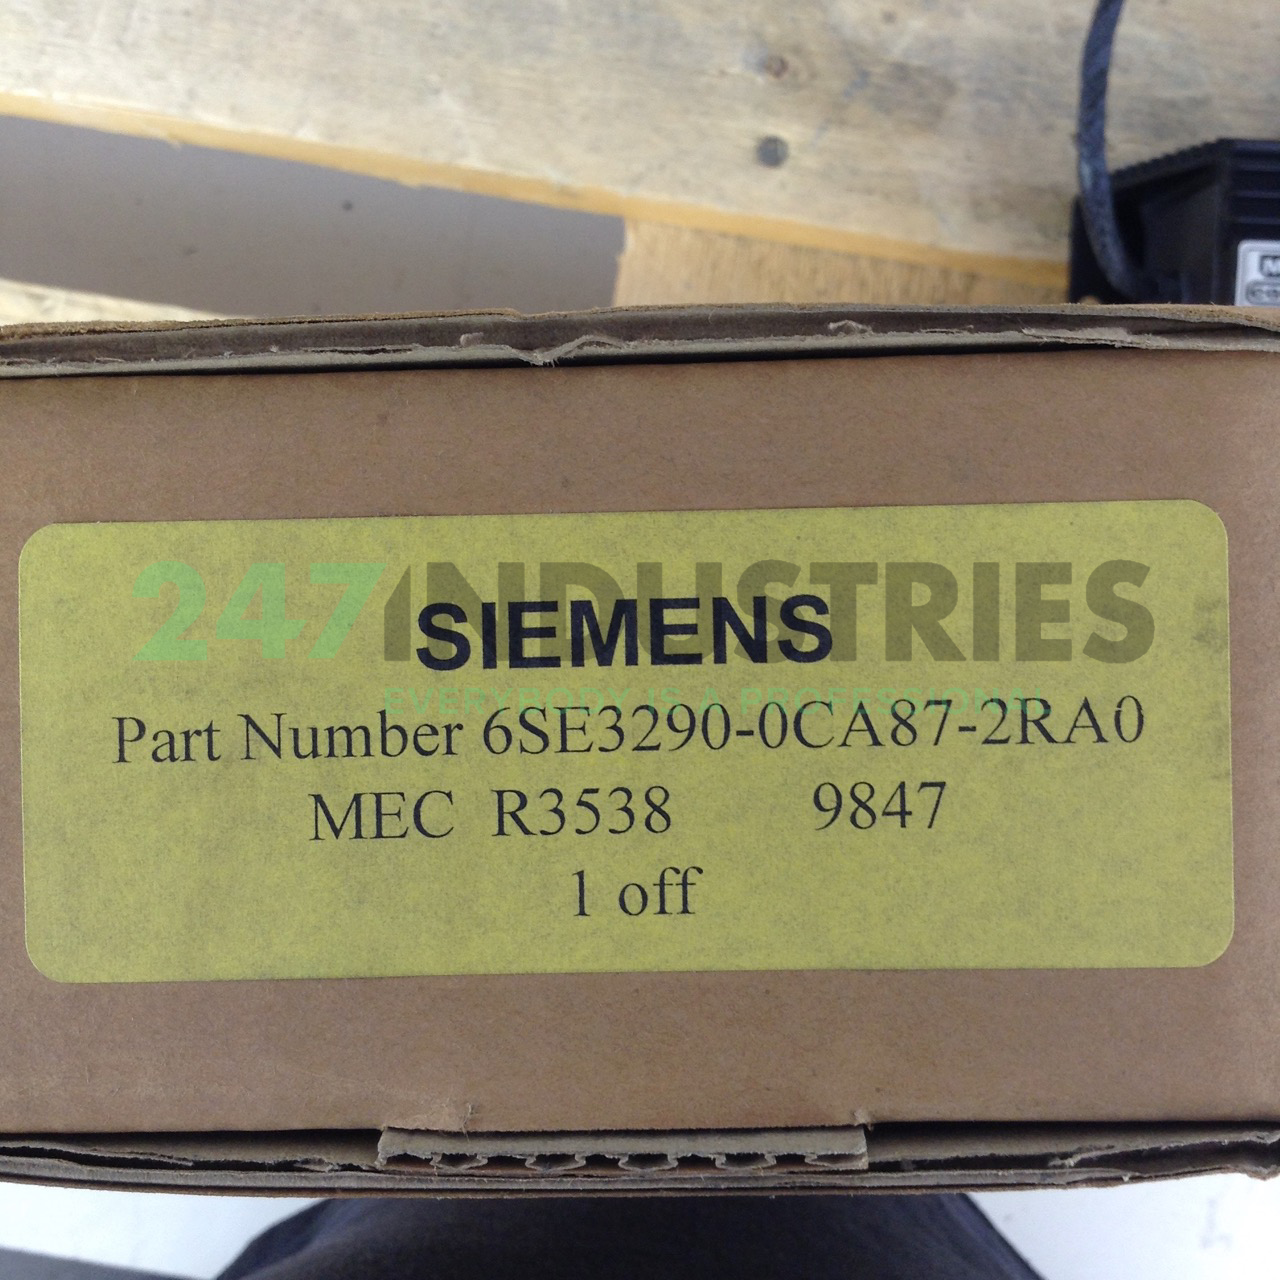 247INDUSTRIES
SIEMENS
EVERYBODY IS A PROFESSIONAL
Part Number 6SE3290-0CA87-2RA0
MEC R3538 9847
1 off